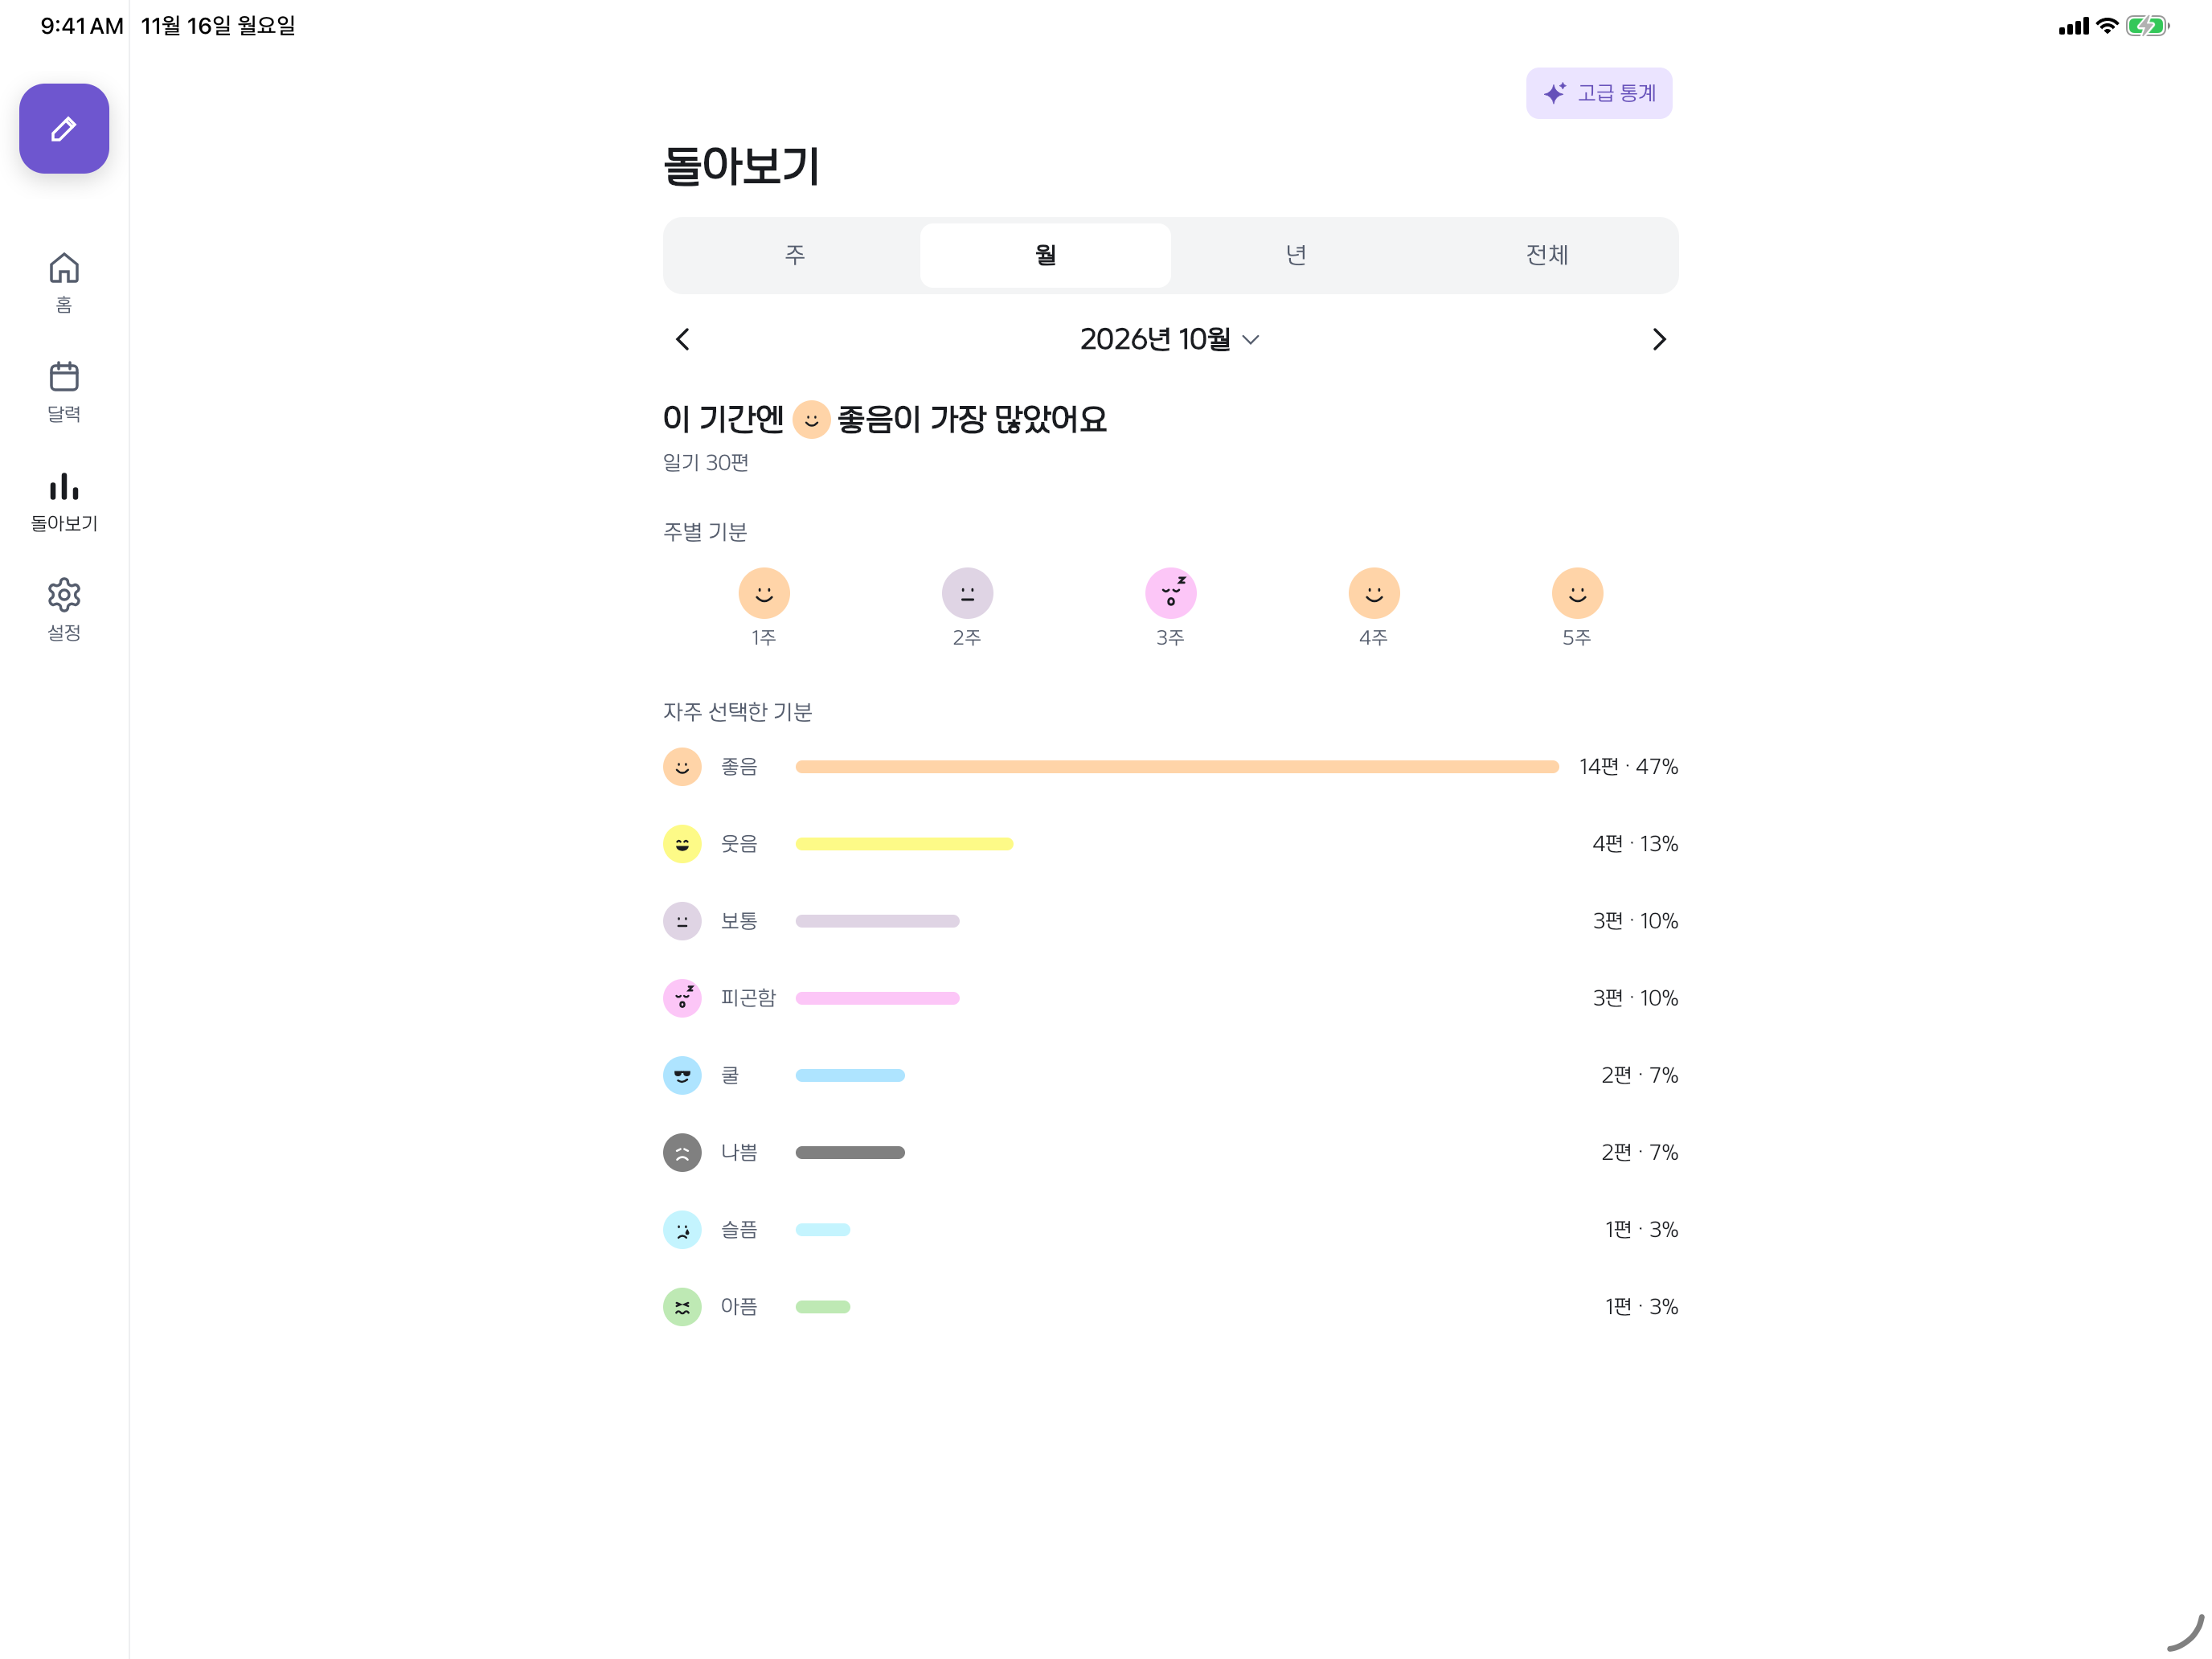 9:41 AM 11월 16일 월요일
고급 통계
홈
달력
돌아보기
설정
돌아보기
주 월 년 전체
2026년 10월
이 기간엔 좋음이 가장 많았어요
일기 30편
주별 기분
1주 2주 3주 4주 5주
자주 선택한 기분
좋음 14편 · 47%
웃음 4편 · 13%
보통 3편 · 10%
피곤함 3편 · 10%
쿨 2편 · 7%
나쁨 2편 · 7%
슬픔 1편 · 3%
아픔 1편 · 3%